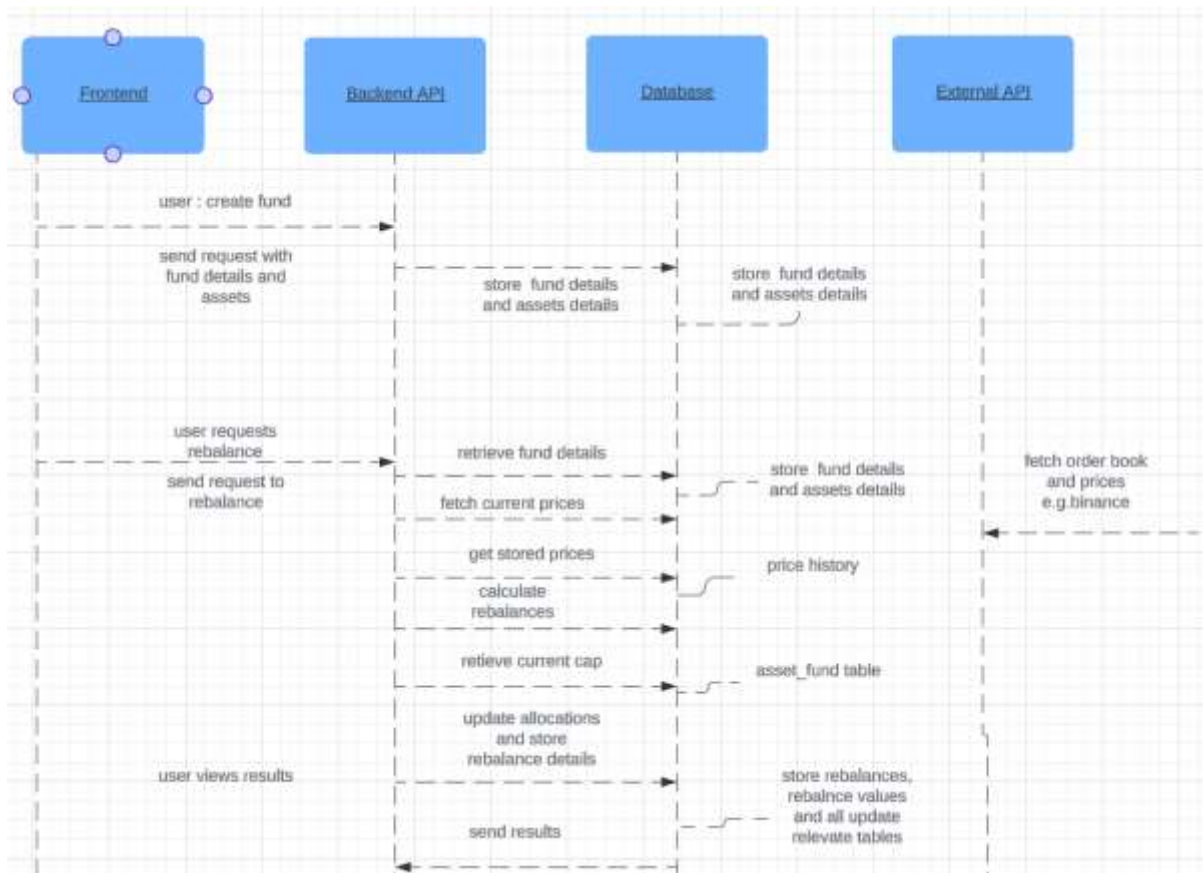 Frontend
Backend API
Database
External API
user : create fund
send request with
fund details and
assets
store fund details
and assets details
store fund details
and assets details
user requests
rebalance
send request to
rebalance
retrieve fund details
store fund details
and assets details
fetch order book
and prices
e.g.binance
fetch current prices
get stored prices
price history
calculate
rebalances
retieve current cap
asset_fund table
update allocations
and store
rebalance details
user views results
store rebalances,
rebalnce values
and all update
relevate tables
send results